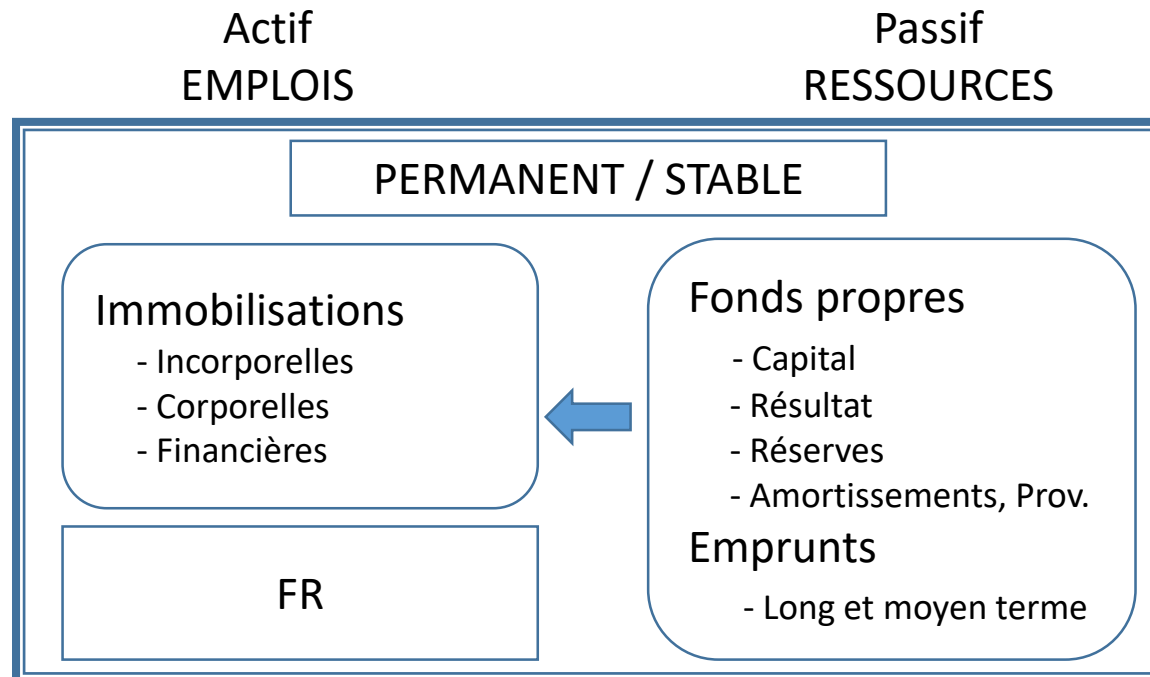 Actif
EMPLOIS
Passif
RESSOURCES
PERMANENT / STABLE
Immobilisations
- Incorporelles
- Corporelles
- Financières
FR
Fonds propres
- Capital
- Résultat
- Réserves
- Amortissements, Prov.
Emprunts
- Long et moyen terme